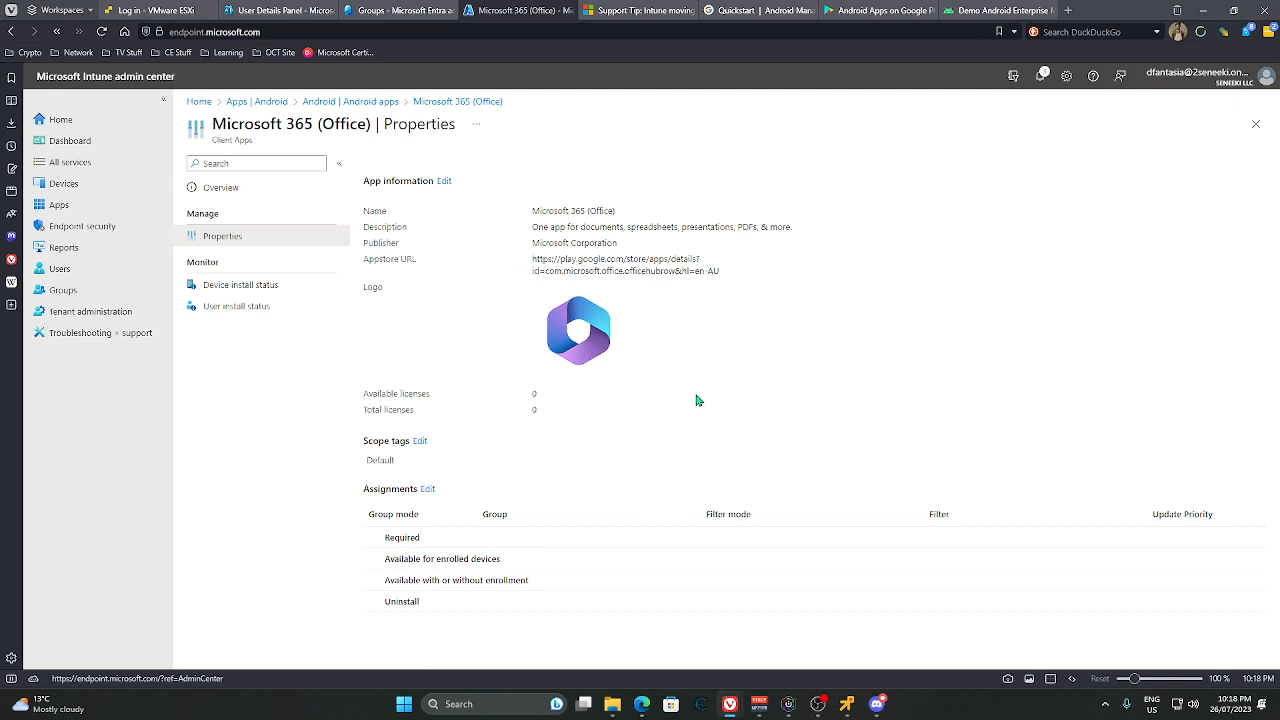 Workspaces
Log in - VMware ESXi
User Details Panel - Micros
Groups - Microsoft Entra a
Microsoft 365 (Office) • M
Support Tip: Intune movin
Quickstart | Android M
Android Apps on Google P
Demo Android Enterprise
endpoint.microsoft.com
Search DuckDuckGo
8
2
Crypto
Network
TV Stuff
CE Stuff
Learning
OCT Site
Microsoft Certi...
Microsoft Intune admin center
1
dfantasia@2seneeki.on...
SENEEKI LLC
Home
Dashboard
All services
Devices
Apps
Endpoint security
Reports
Users
Groups
Tenant administration
Troubleshooting + support
Home > Apps | Android > Android | Android apps > Microsoft 365 (Office)
Microsoft 365 (Office) | Properties ...
Client Apps
Search
Overview
Manage
Properties
Monitor
Device install status
User install status
App information Edit
Name Microsoft 365 (Office)
Description One app for documents, spreadsheets, presentations, PDFs, & more.
Publisher Microsoft Corporation
Appstore URL https://play.google.com/store/apps/details?
id=com.microsoft.office.officehubrow&hl=en-AU
Logo
Available licenses 0
Total licenses 0
Scope tags Edit
Default
Assignments Edit
Group mode Group Filter mode Filter Update Priority
Required
Available for enrolled devices
Available with or without enrollment
Uninstall
https://endpoint.microsoft.com/?ref=AdminCenter
Reset 100 % 10:18 PM
13°C
Mostly cloudy
Search
ENG
US
10:18 PM
26/07/2023